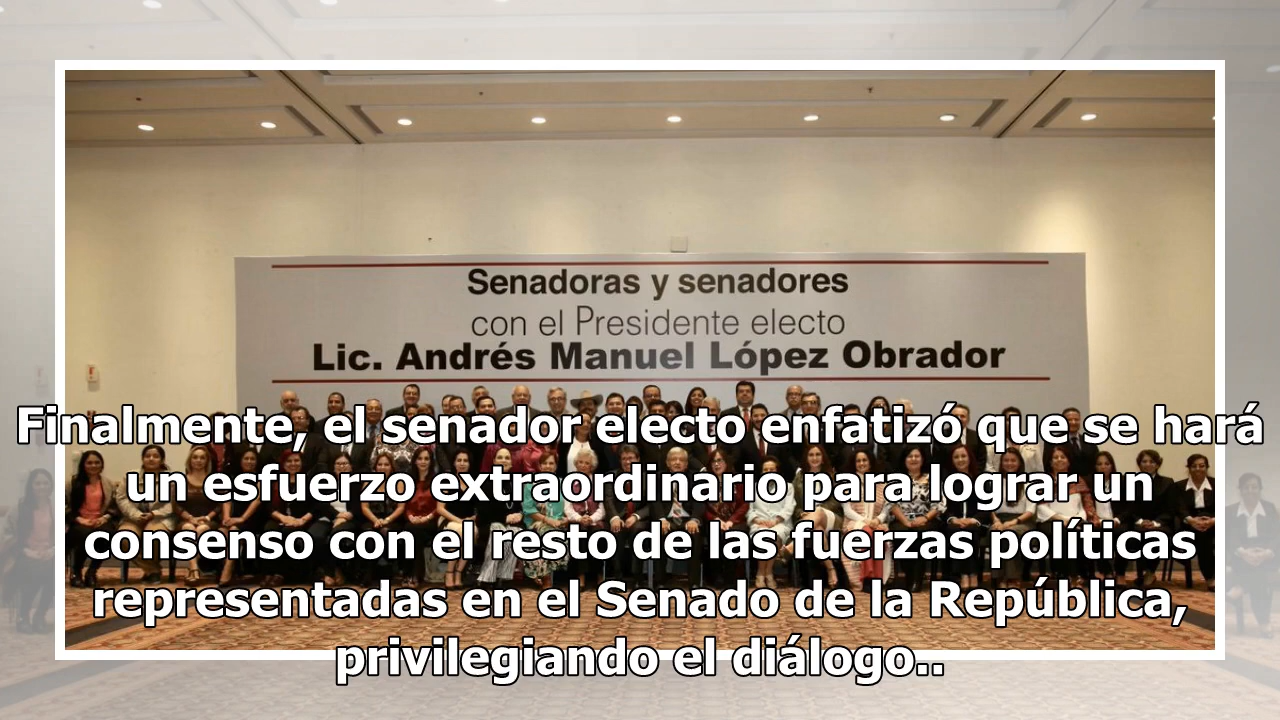 Senadoras y senadores
con el Presidente electo
Lic. Andrés Manuel López Obrador
Finalmente, el senador electo enfatizó que se hará
un esfuerzo extraordinario para lograr un
consenso con el resto de las fuerzas políticas
representadas en el Senado de la República,
privilegiando el diálogo..